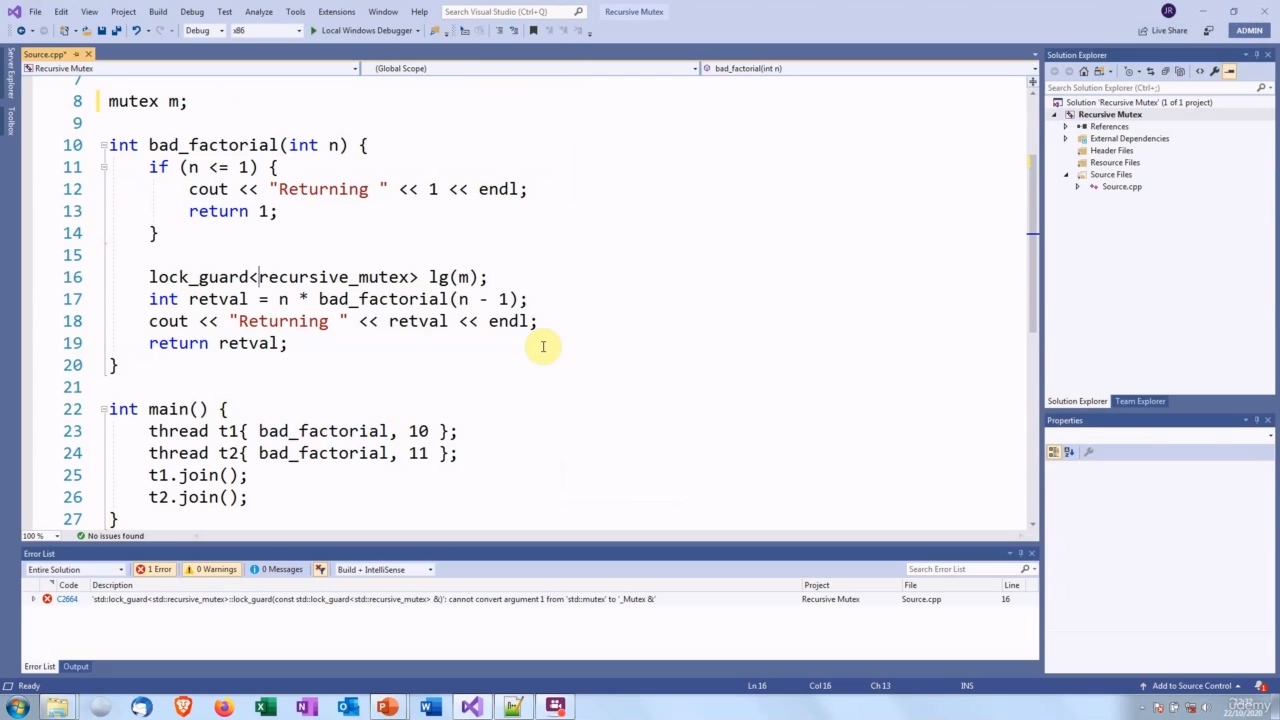 File Edit View Project Build Debug Test Analyze Tools Extensions Window Help Search Visual Studio (Ctrl+Q) Recursive Mutex JR
Debug x86 Local Windows Debugger Live Share ADMIN
Server Explorer
Toolbox
Source.cpp*
Recursive Mutex (Global Scope) bad_factorial(int n)
7
8 mutex m;
9
10 int bad_factorial(int n) {
11 if (n <= 1) {
12 cout << "Returning " << 1 << endl;
13 return 1;
14 }
15
16 lock_guard<recursive_mutex> lg(m);
17 int retval = n * bad_factorial(n - 1);
18 cout << "Returning " << retval << endl;
19 return retval;
20 }
21
22 int main() {
23 thread t1{ bad_factorial, 10 };
24 thread t2{ bad_factorial, 11 };
25 t1.join();
26 t2.join();
27 }
100 % No issues found
Solution Explorer
Search Solution Explorer (Ctrl+;)
Solution 'Recursive Mutex' (1 of 1 project)
Recursive Mutex
References
External Dependencies
Header Files
Resource Files
Source Files
Source.cpp
Solution Explorer Team Explorer
Properties
Error List
Entire Solution 1 Error 0 Warnings 0 Messages Build + IntelliSense Search Error List
Code Description Project File Line
C2664 'std::lock_guard<std::recursive_mutex>::lock_guard(const std::lock_guard<std::recursive_mutex> &)': cannot convert argument 1 from 'std::mutex' to '_Mutex &' Recursive Mutex Source.cpp 16
Error List Output
Ready Ln 16 Col 16 Ch 13 INS Add to Source Control 1
udemy
22/10/2020